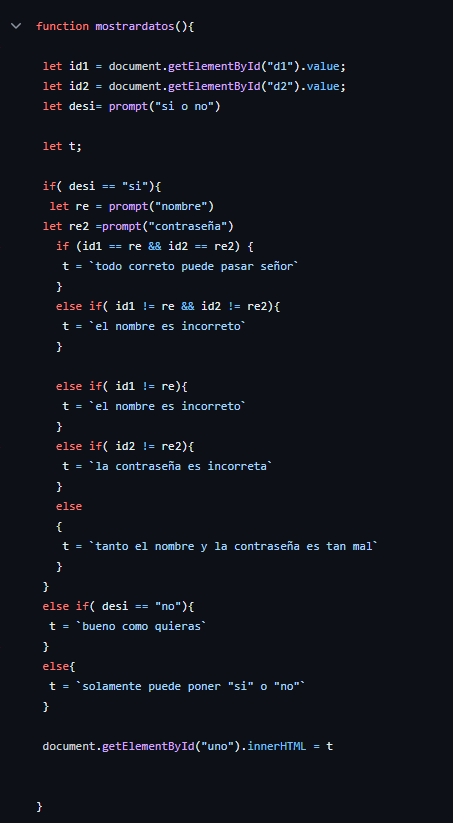 function mostrardatos(){
let id1 = document.getElementById("d1").value;
let id2 = document.getElementById("d2").value;
let desi= prompt("si o no")
let t;
if( desi == "si"){
let re = prompt("nombre")
let re2 =prompt("contraseña")
if (id1 == re && id2 == re2) {
t = `todo correto puede pasar señor`
}
else if( id1 != re && id2 != re2){
t = `el nombre es incorreto`
}
else if( id1 != re){
t = `el nombre es incorreto`
}
else if( id2 != re2){
t = `la contraseña es incorreta`
}
else
{
t = `tanto el nombre y la contraseña es tan mal`
}
}
else if( desi == "no"){
t = `bueno como quieras`
}
else{
t = `solamente puede poner "si" o "no"`
}
document.getElementById("uno").innerHTML = t
}